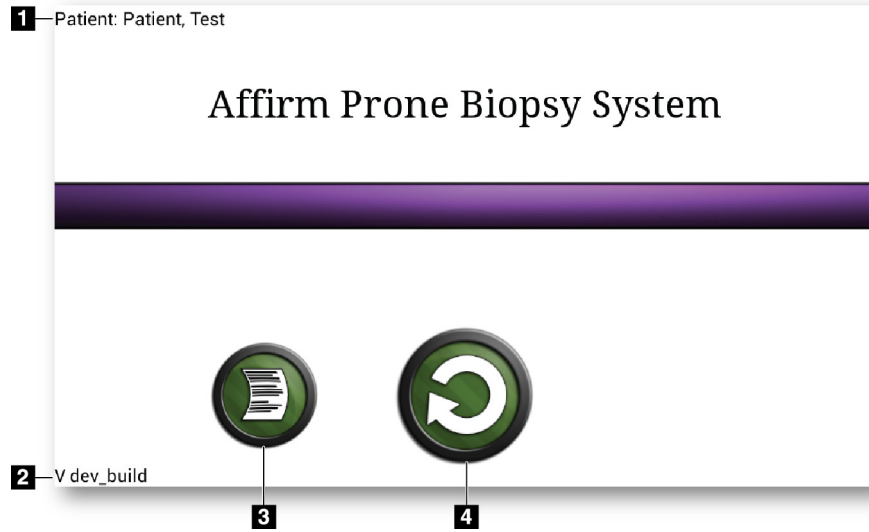 1 Patient: Patient, Test
Affirm Prone Biopsy System
2 V dev_build
3 4